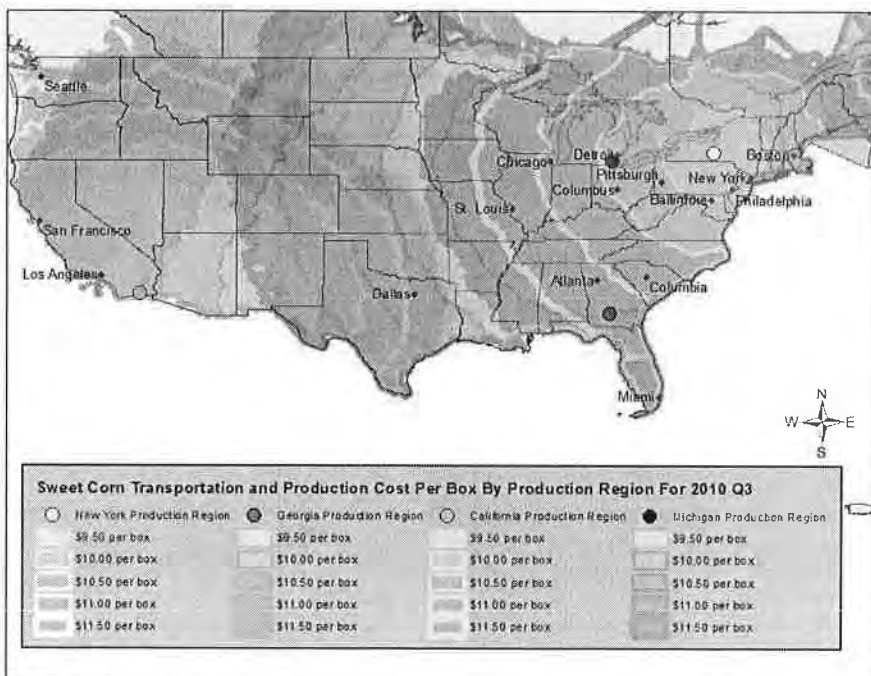 Seattle
Chicago
Detroit
Boston
Pittsburgh
New York
Columbus
Philadelphia
Baltimore
St. Louis
San Francisco
Los Angeles
Atlanta
Columbia
Dallas
Miami
N
W E
S
Sweet Corn Transportation and Production Cost Per Box By Production Region For 2010 Q3
New York Production Region Georgia Production Region California Production Region Michigan Production Region
$9.50 per box $9.50 per box $9.50 per box $9.50 per box
$10.00 per box $10.00 per box $10.00 per box $10.00 per box
$10.50 per box $10.50 per box $10.50 per box $10.50 per box
$11.00 per box $11.00 per box $11.00 per box $11.00 per box
$11.50 per box $11.50 per box $11.50 per box $11.50 per box